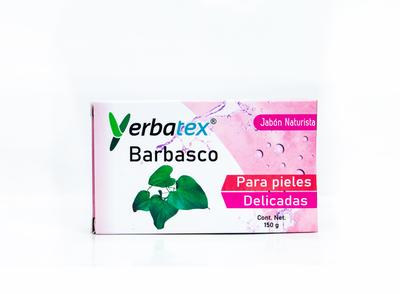 Verbatex®
Jabón Naturista
Barbasco
Para pieles
Delicadas
Cont. Net.
150 g